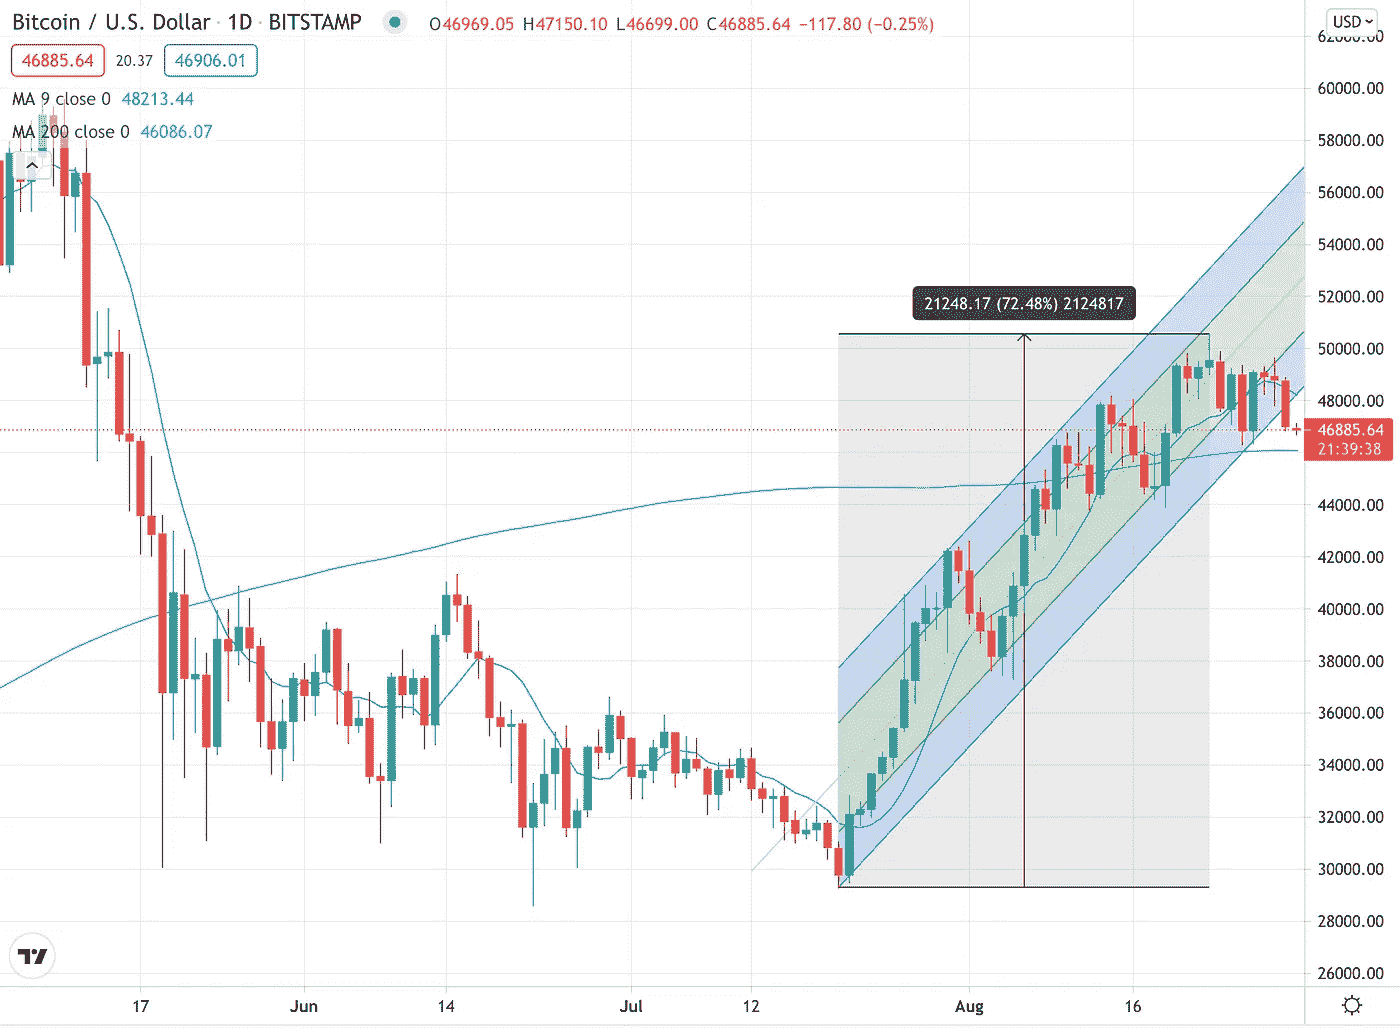 Bitcoin / U.S. Dollar · 1D · BITSTAMP O46969.05 H47150.10 L46699.00 C46885.64 −117.80 (−0.25%)
USD
46885.64 20.37 46906.01
MA 9 close 0 48213.44
MA 200 close 0 46086.07
62000.00
60000.00
58000.00
56000.00
54000.00
52000.00
50000.00
48000.00
46885.64
21:39:38
44000.00
42000.00
40000.00
38000.00
36000.00
34000.00
32000.00
30000.00
28000.00
26000.00
21248.17 (72.48%) 2124817
17 Jun 14 Jul 12 Aug 16